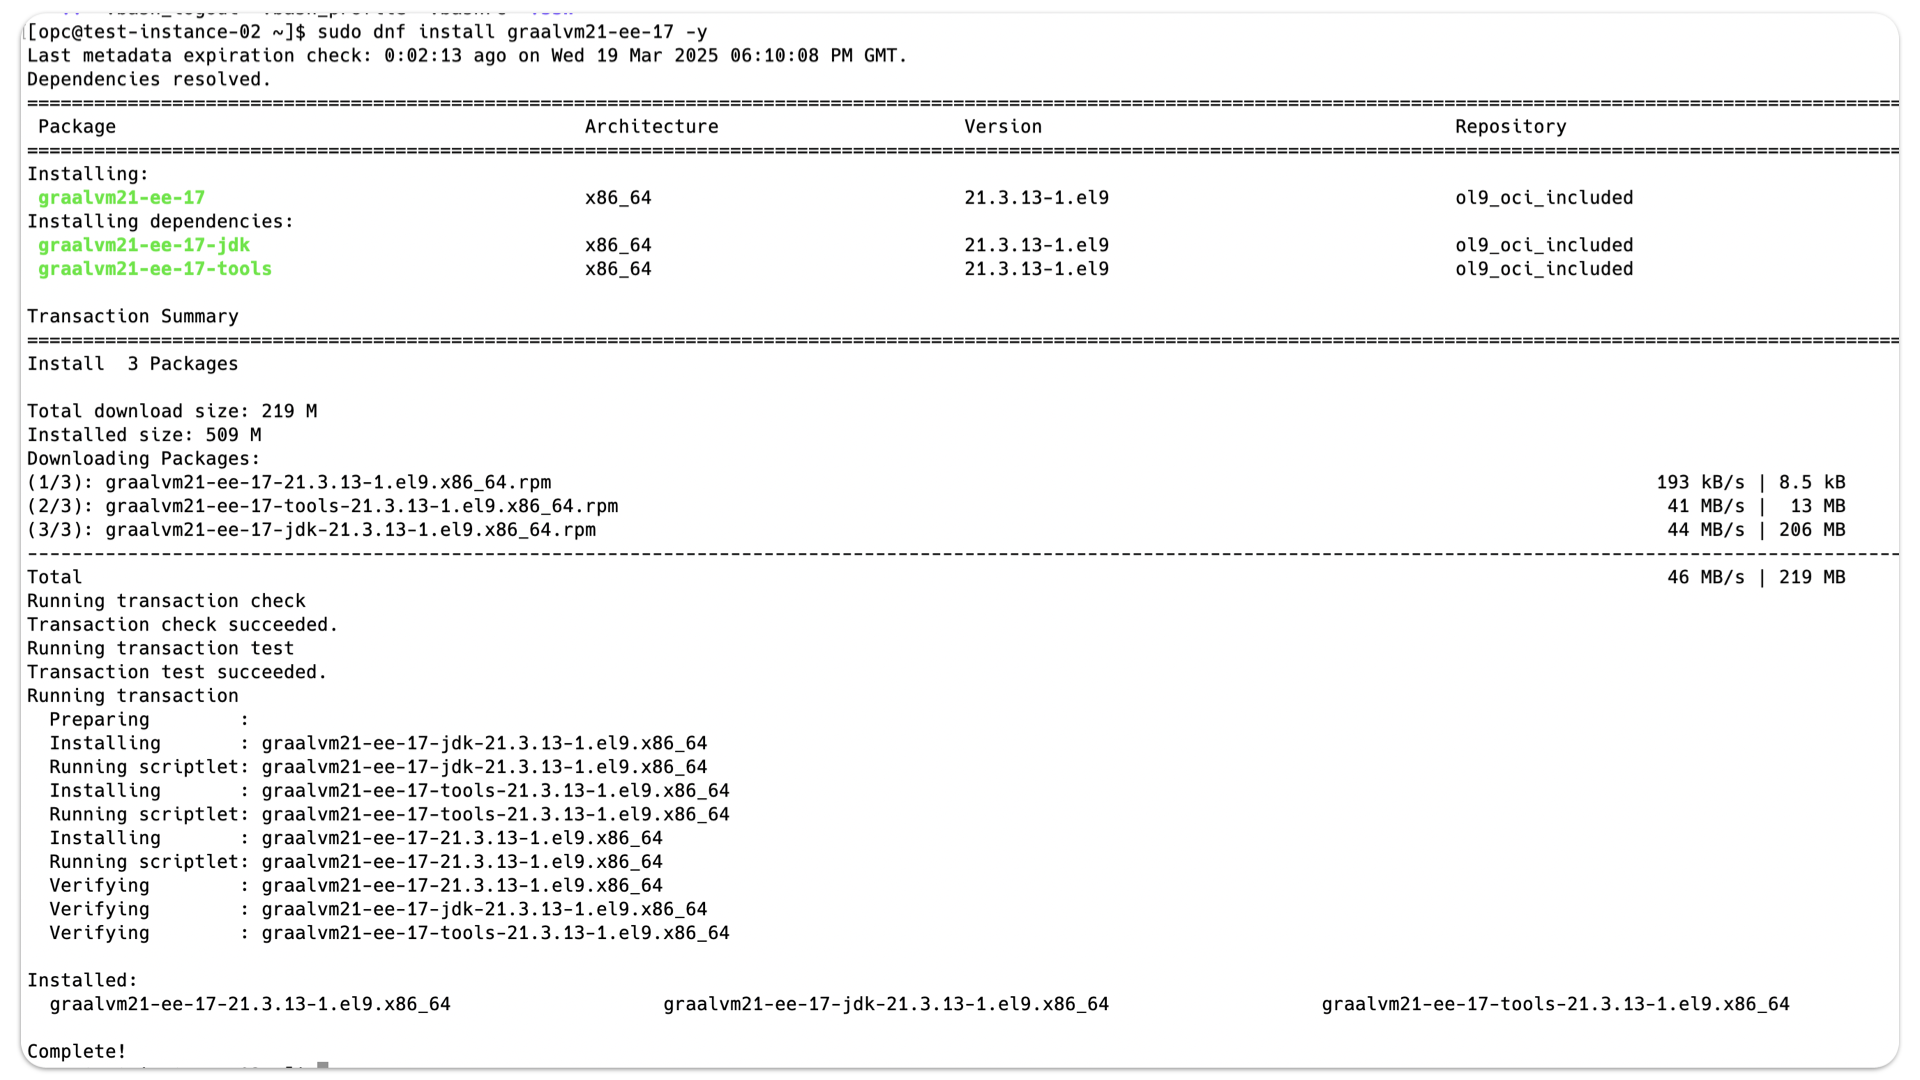 [opc@test-instance-02 ~]$ sudo dnf install graalvm21-ee-17 -y
Last metadata expiration check: 0:02:13 ago on Wed 19 Mar 2025 06:10:08 PM GMT.
Dependencies resolved.
Package Architecture Version Repository
Installing:
graalvm21-ee-17 x86_64 21.3.13-1.el9 ol9_oci_included
Installing dependencies:
graalvm21-ee-17-jdk x86_64 21.3.13-1.el9 ol9_oci_included
graalvm21-ee-17-tools x86_64 21.3.13-1.el9 ol9_oci_included
Transaction Summary
Install 3 Packages
Total download size: 219 M
Installed size: 509 M
Downloading Packages:
(1/3): graalvm21-ee-17-21.3.13-1.el9.x86_64.rpm 193 kB/s | 8.5 kB
(2/3): graalvm21-ee-17-tools-21.3.13-1.el9.x86_64.rpm 41 MB/s | 13 MB
(3/3): graalvm21-ee-17-jdk-21.3.13-1.el9.x86_64.rpm 44 MB/s | 206 MB
Total 46 MB/s | 219 MB
Running transaction check
Transaction check succeeded.
Running transaction test
Transaction test succeeded.
Running transaction
Preparing :
Installing : graalvm21-ee-17-jdk-21.3.13-1.el9.x86_64
Running scriptlet: graalvm21-ee-17-jdk-21.3.13-1.el9.x86_64
Installing : graalvm21-ee-17-tools-21.3.13-1.el9.x86_64
Running scriptlet: graalvm21-ee-17-tools-21.3.13-1.el9.x86_64
Installing : graalvm21-ee-17-21.3.13-1.el9.x86_64
Running scriptlet: graalvm21-ee-17-21.3.13-1.el9.x86_64
Verifying : graalvm21-ee-17-21.3.13-1.el9.x86_64
Verifying : graalvm21-ee-17-jdk-21.3.13-1.el9.x86_64
Verifying : graalvm21-ee-17-tools-21.3.13-1.el9.x86_64
Installed:
graalvm21-ee-17-21.3.13-1.el9.x86_64 graalvm21-ee-17-jdk-21.3.13-1.el9.x86_64 graalvm21-ee-17-tools-21.3.13-1.el9.x86_64
Complete!